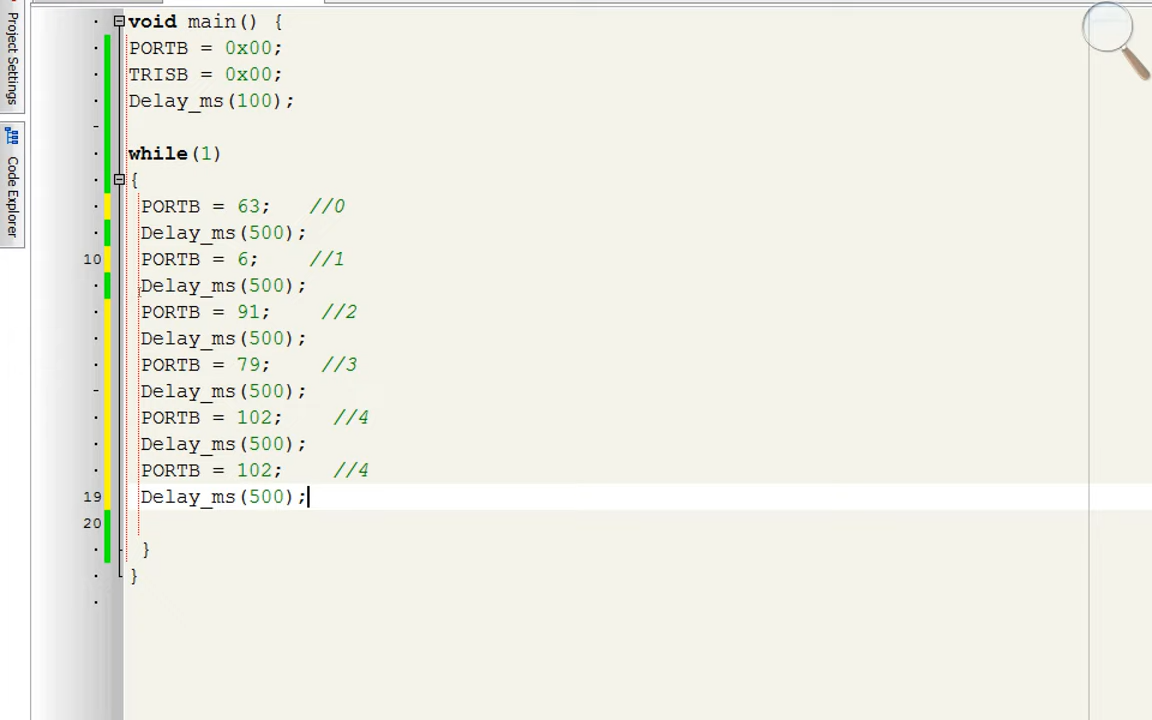 Project Settings
Code Explorer
void main() {
PORTB = 0x00;
TRISB = 0x00;
Delay_ms(100);
while(1)
{
PORTB = 63; //0
Delay_ms(500);
10 PORTB = 6; //1
Delay_ms(500);
PORTB = 91; //2
Delay_ms(500);
PORTB = 79; //3
Delay_ms(500);
PORTB = 102; //4
Delay_ms(500);
PORTB = 102; //4
19 Delay_ms(500);
20
}
}